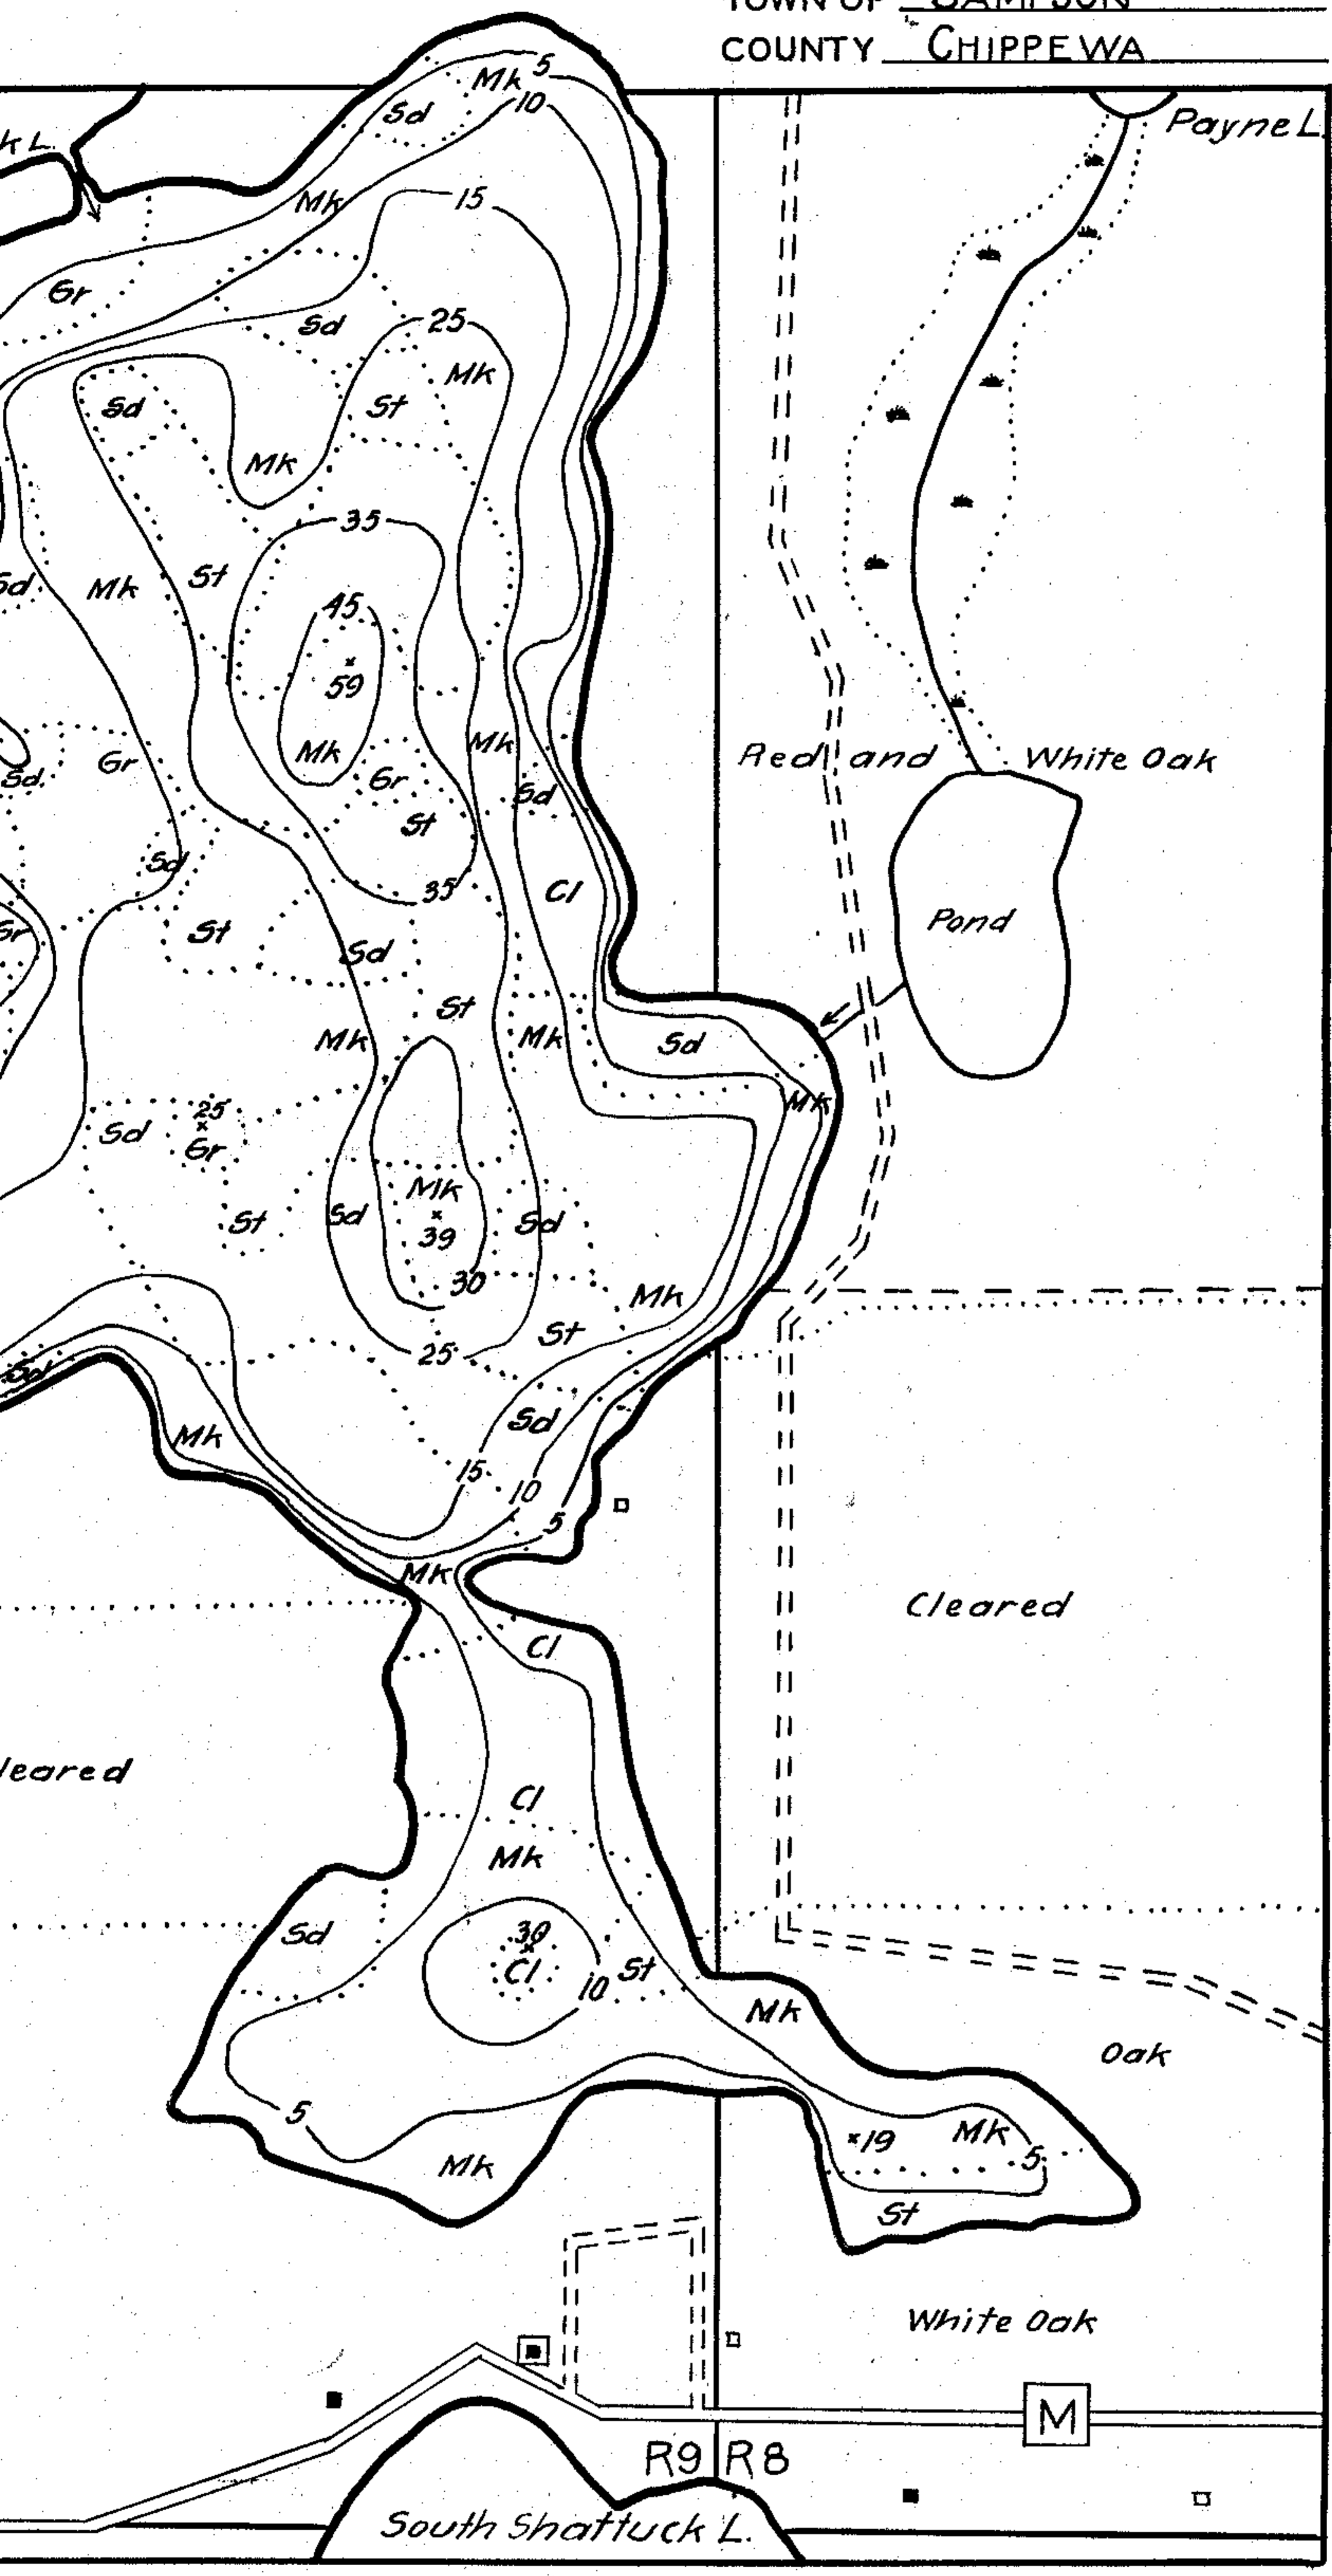 TOWN OF SAMPSON
COUNTY CHIPPEWA
5
Mk
10
Sd
Payne L.
k L.
Mk
15
Gr
Sd
25
Mk
Sd
St
Mk
35
St
Sd
Mk
45
59
Mk
Mk
Red and White Oak
Gr
Sd.
Gr
Sd
St
Sd
35
Cl
Gr
St
Sd
Pond
St
Mk
Mk
Sd
Mk
25
Sd
Gr
Mk
St
Sd
39
Sd
30
Mk
St
25
Sd
Sd
Mk
15
10
5
Mk
Cleared
Cl
leared
Cl
Mk
Sd
30
Cl
St
10
Mk
Oak
5
19
Mk
5
Mk
St
White Oak
M
R9 R8
South Shattuck L.